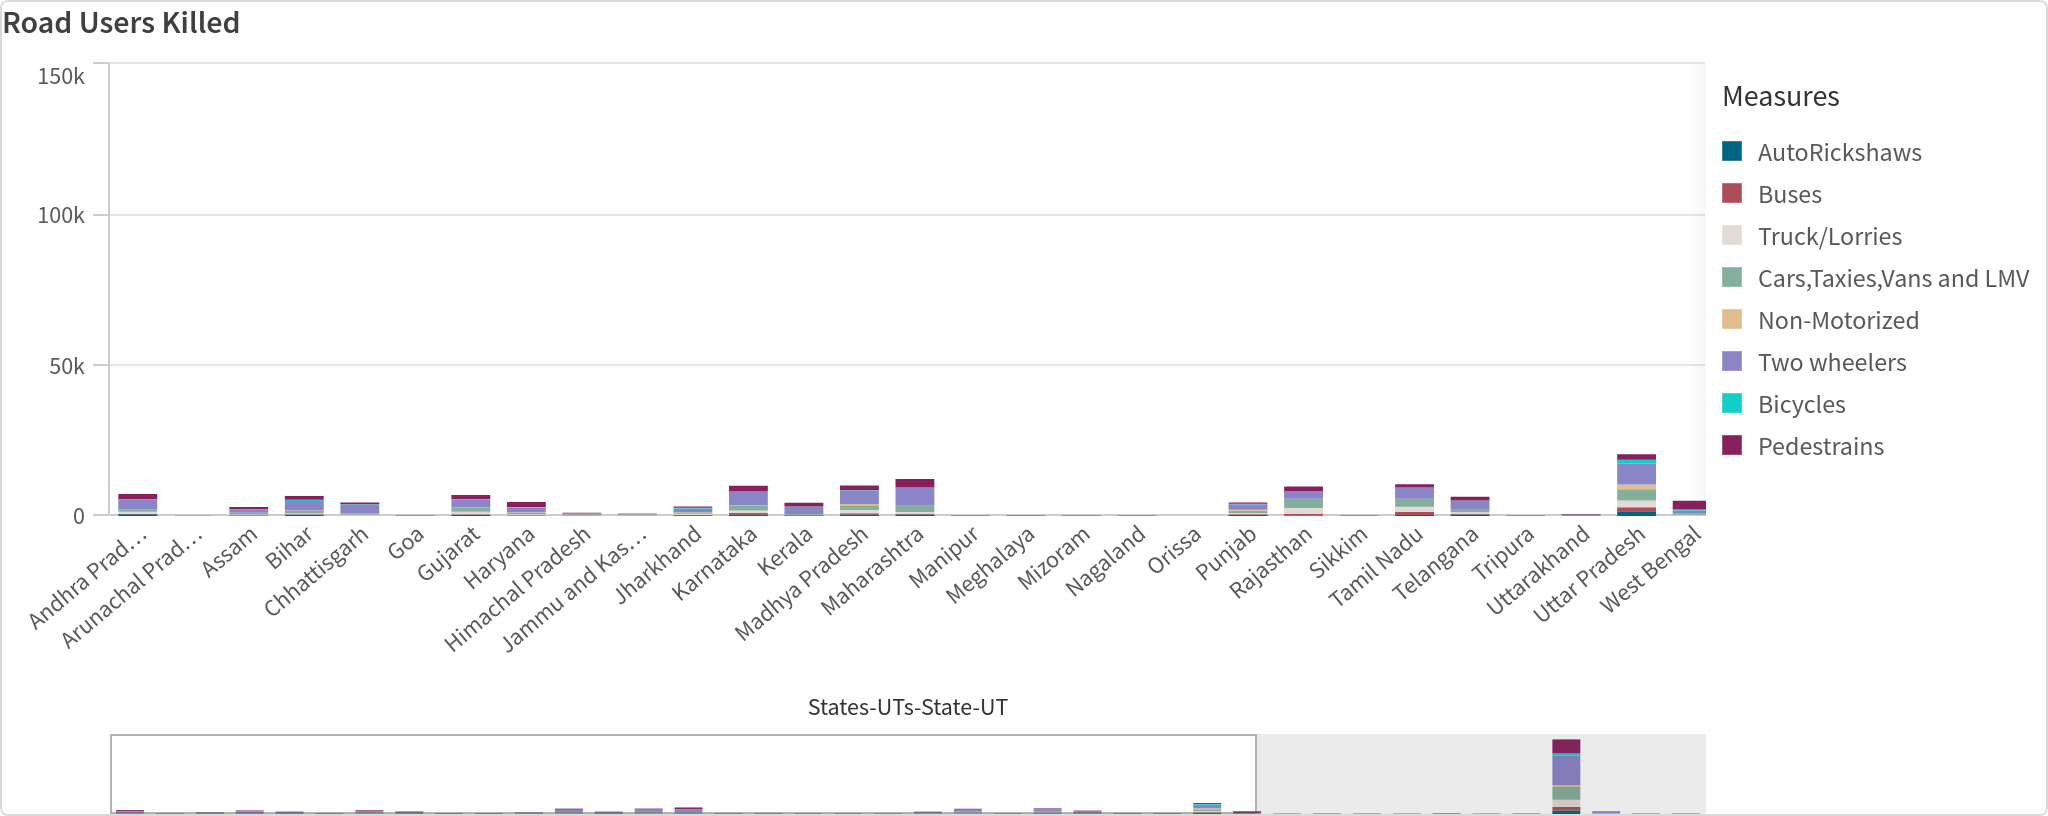 Road Users Killed
150k
100k
50k
0
Measures
AutoRickshaws
Buses
Truck/Lorries
Cars,Taxies,Vans and LMV
Non-Motorized
Two wheelers
Bicycles
Pedestrains
Andhra Prad…
Arunachal Prad…
Assam
Bihar
Chhattisgarh
Goa
Gujarat
Haryana
Himachal Pradesh
Jammu and Kas…
Jharkhand
Karnataka
Kerala
Madhya Pradesh
Maharashtra
Manipur
Meghalaya
Mizoram
Nagaland
Orissa
Punjab
Rajasthan
Sikkim
Tamil Nadu
Telangana
Tripura
Uttarakhand
Uttar Pradesh
West Bengal
States-UTs-State-UT